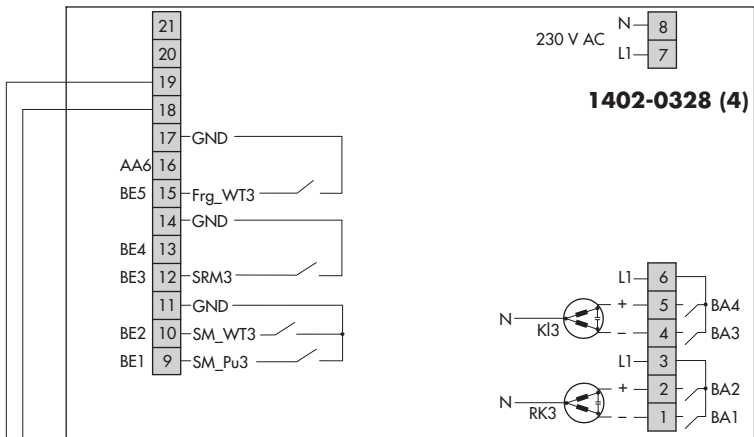 21
20
19
18
17 GND
AA6 16
BE5 15 Frg_WT3
14 GND
BE4 13
BE3 12 SRM3
11 GND
BE2 10 SM_WT3
BE1 9 SM_Pu3
230 V AC
N 8
L1 7
1402-0328 (4)
L1 6
+ 5 BA4
N Kl3
- 4 BA3
L1 3
+ 2 BA2
N RK3
- 1 BA1